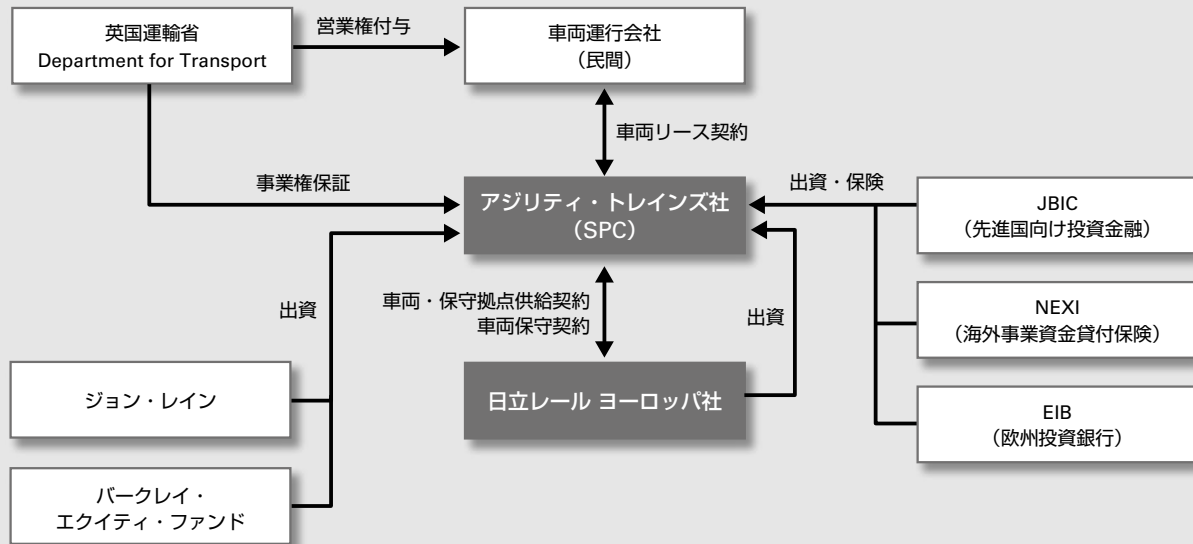 英国運輸省
Department for Transport
営業権付与
車両運行会社
（民間）
車両リース契約
事業権保証
アジリティ・トレインズ社
（SPC）
出資・保険
JBIC
（先進国向け投資金融）
出資
車両・保守拠点供給契約
車両保守契約
出資
NEXI
（海外事業資金貸付保険）
ジョン・レイン
日立レール ヨーロッパ社
EIB
（欧州投資銀行）
バークレイ・
エクイティ・ファンド